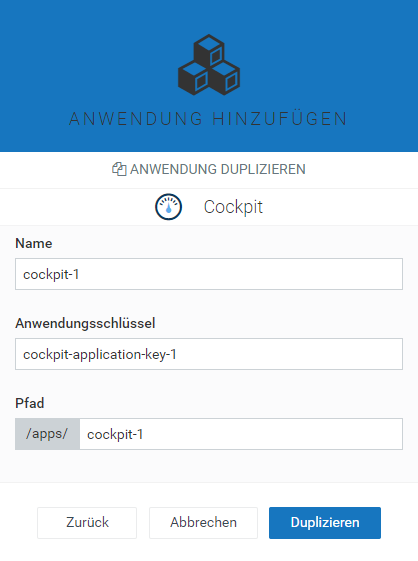 ANWENDUNG HINZUFÜGEN
ANWENDUNG DUPLIZIEREN
Cockpit
Name
cockpit-1
Anwendungsschlüssel
cockpit-application-key-1
Pfad
/apps/ cockpit-1
Zurück Abbrechen Duplizieren